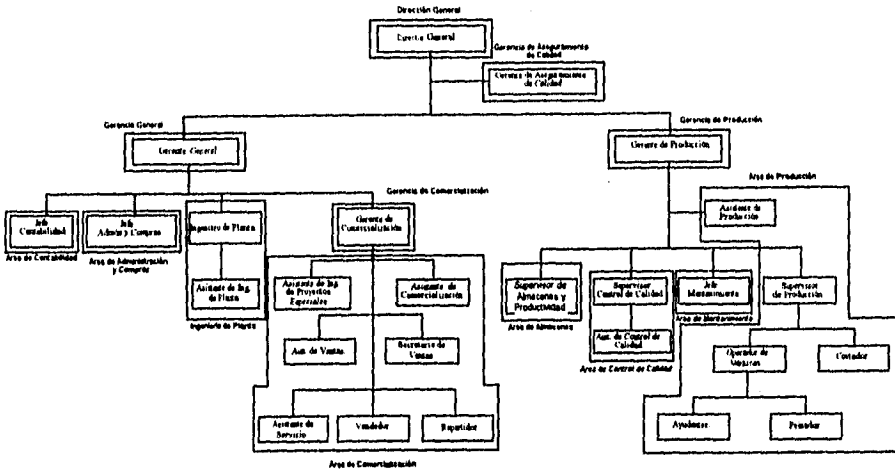 Dirección General
Director General
Gerencia de Aseguramiento
de Calidad
Gerente de Aseguramiento
de Calidad
Gerencia General
Gerente General
Gerencia de Producción
Gerente de Producción
Gerencia de Comercialización
Gerente de
Comercialización
Jefe
Contabilidad
Área de Contabilidad
Jefe
Admón y Compras
Área de Administración
y Compras
Ingeniero de Planta
Asistente de Ing.
de Planta
Ingeniería de Planta
Asistente de Ing.
de Proyectos
Especiales
Asistente de
Comercialización
Aux. de Ventas
Secretaria de
Ventas
Asistente de
Servicio
Vendedor
Repartidor
Área de Comercialización
Área de Producción
Asistente de
Producción
Supervisor de
Almacenes y
Productividad
Área de Almacenes
Supervisor
Control de Calidad
Aux. de Control de
Calidad
Área de Control de Calidad
Jefe
Mantenimiento
Área de Mantenimiento
Supervisor
de Producción
Operador de
Cortador
Ayudante
Pesador